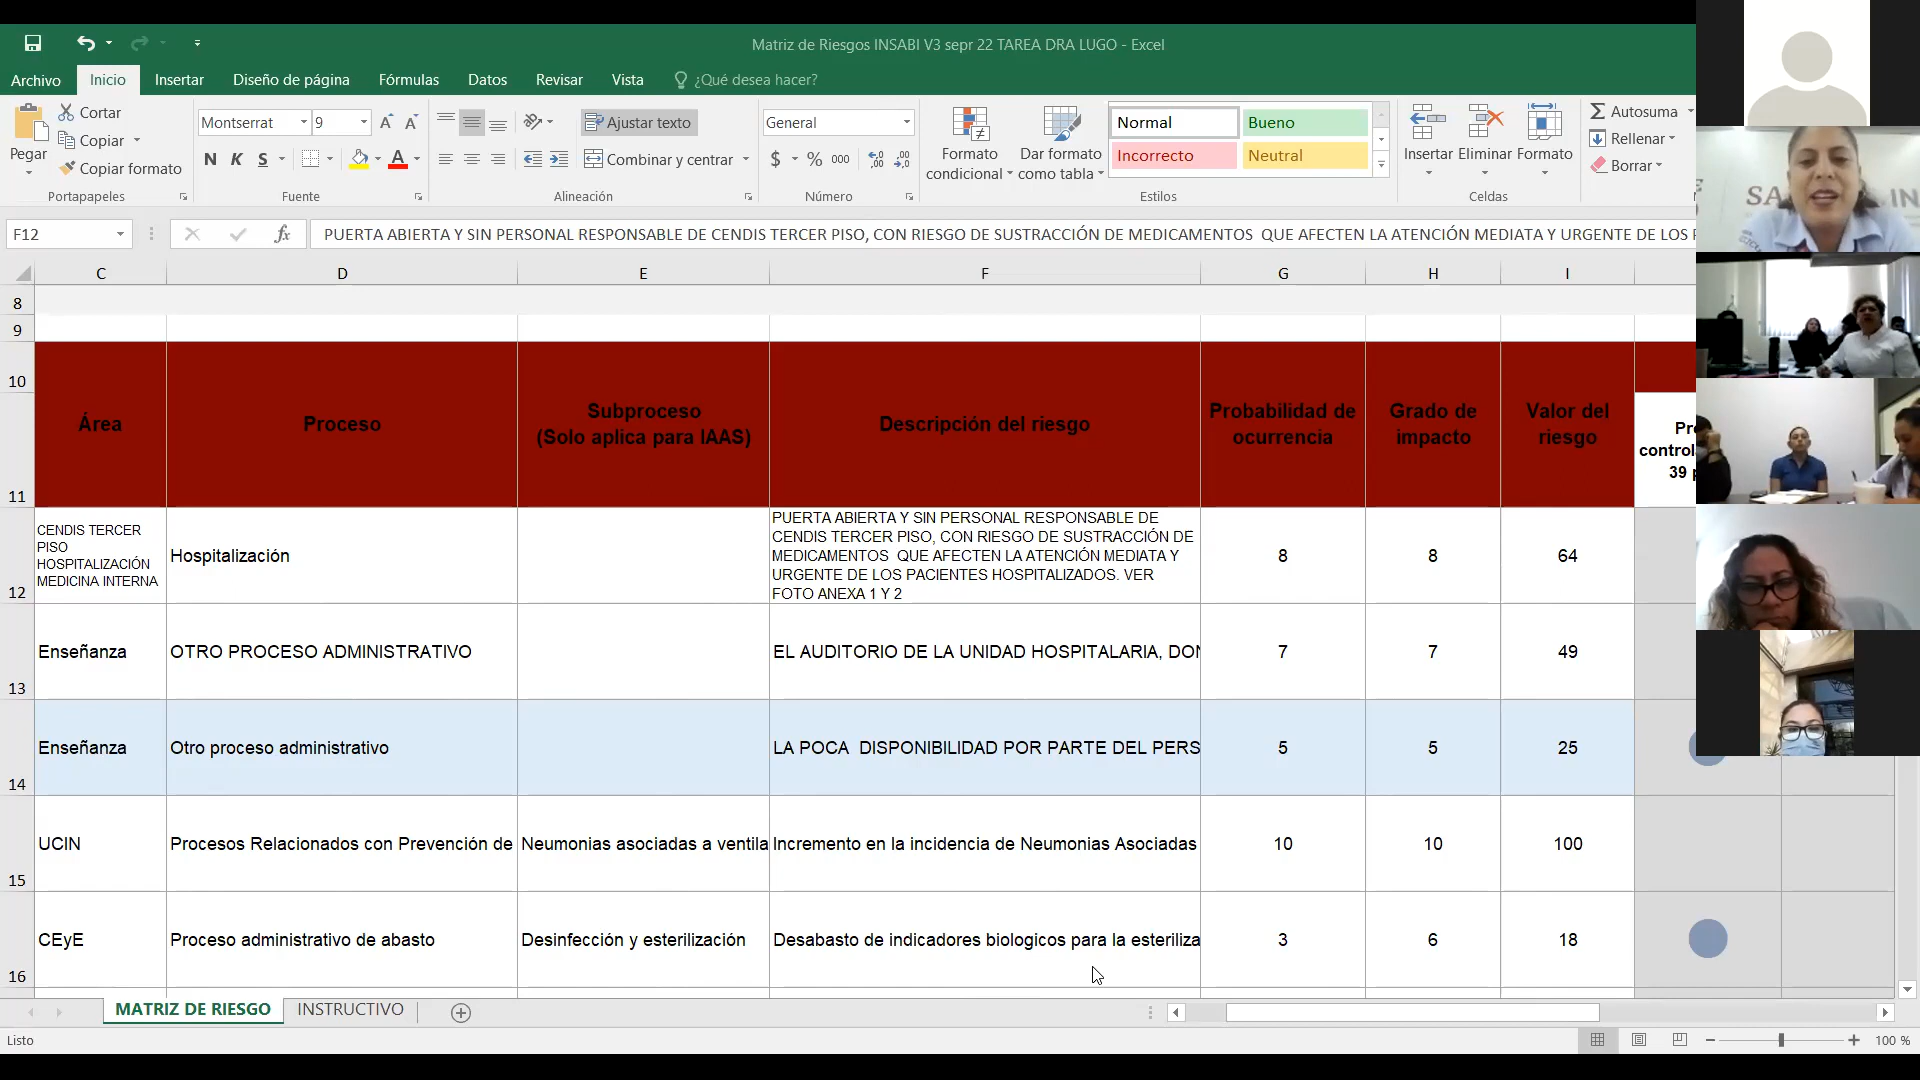 Matriz de Riesgos INSABI V3 sepr 22 TAREA DRA LUGO - Excel
Archivo Inicio Insertar Diseño de página Fórmulas Datos Revisar Vista ¿Qué desea hacer?
Pegar
Cortar
Copiar
Copiar formato
Portapapeles
Montserrat 9
N K S
Fuente
Ajustar texto
Combinar y centrar
Alineación
General
$ % 000
Número
Formato condicional
Dar formato como tabla
Normal Bueno
Incorrecto Neutral
Estilos
Insertar Eliminar Formato
Celdas
Autosuma
Rellenar
Borrar
F12
fx PUERTA ABIERTA Y SIN PERSONAL RESPONSABLE DE CENDIS TERCER PISO, CON RIESGO DE SUSTRACCIÓN DE MEDICAMENTOS QUE AFECTEN LA ATENCIÓN MEDIATA Y URGENTE DE LOS
C D E F G H I
8
9
10
11
Área
Proceso
Subproceso
(Solo aplica para IAAS)
Descripción del riesgo
Probabilidad de
ocurrencia
Grado de
impacto
Valor del
riesgo
39
12
CENDIS TERCER
PISO
HOSPITALIZACIÓN
MEDICINA INTERNA
Hospitalización
PUERTA ABIERTA Y SIN PERSONAL RESPONSABLE DE
CENDIS TERCER PISO, CON RIESGO DE SUSTRACCIÓN DE
MEDICAMENTOS QUE AFECTEN LA ATENCIÓN MEDIATA Y
URGENTE DE LOS PACIENTES HOSPITALIZADOS. VER
FOTO ANEXA 1 Y 2
8 8 64
13
Enseñanza OTRO PROCESO ADMINISTRATIVO EL AUDITORIO DE LA UNIDAD HOSPITALARIA, DON 7 7 49
14
Enseñanza Otro proceso administrativo LA POCA DISPONIBILIDAD POR PARTE DEL PERS 5 5 25
15
UCIN Procesos Relacionados con Prevención de Neumonias asociadas a ventila Incremento en la incidencia de Neumonias Asociadas 10 10 100
16
CEyE Proceso administrativo de abasto Desinfección y esterilización Desabasto de indicadores biologicos para la esteriliza 3 6 18
MATRIZ DE RIESGO INSTRUCTIVO
Listo
100 %